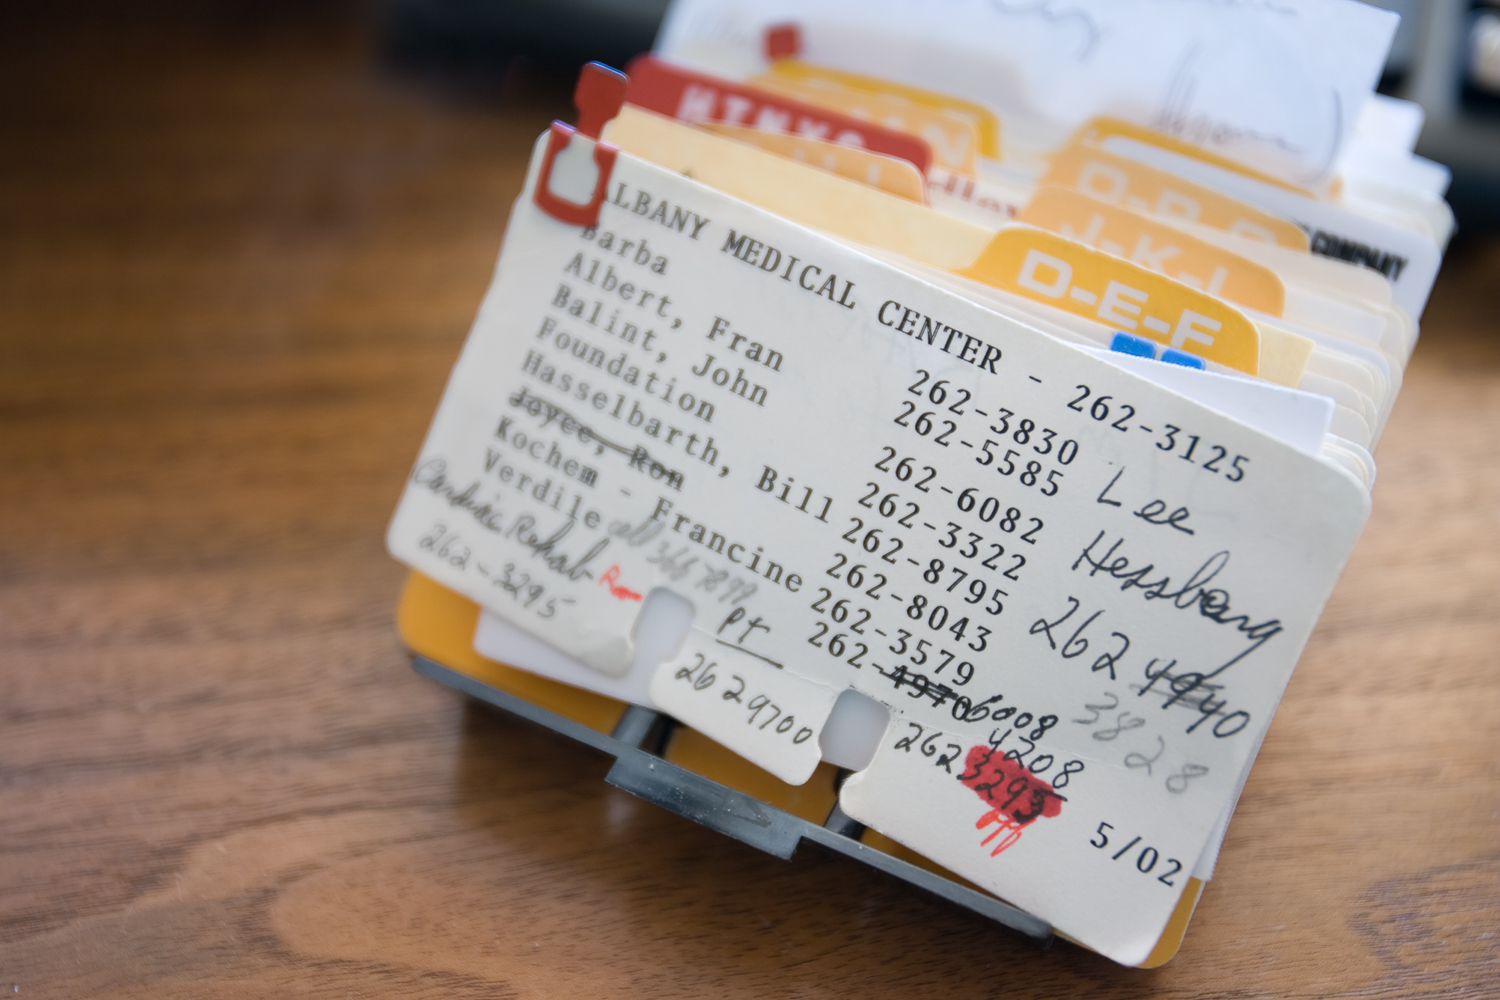 D-E-F
J-K-L
COMPANY
ALBANY MEDICAL CENTER - 262-3125
Barba 262-3830
Albert, Fran 262-5585
Balint, John 262-6082
Foundation 262-3322
Hasselbarth, Bill 262-8795
Joyce, Ron 262-8043
Kochem - Francine 262-3579
Verdile 262-4970 6008
4208
Lee
Hessberg
262 4940
3828
Cardiac Rehab
262-3295
cell
PT
262 9700
262 3295
5/02